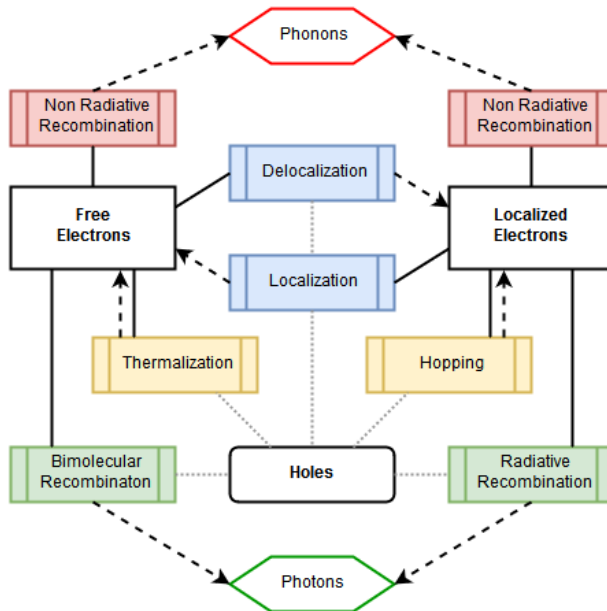 Phonons
Non Radiative
Recombination
Non Radiative
Recombination
Delocalization
Free
Electrons
Localized
Electrons
Localization
Thermalization
Hopping
Bimolecular
Recombinaton
Holes
Radiative
Recombination
Photons